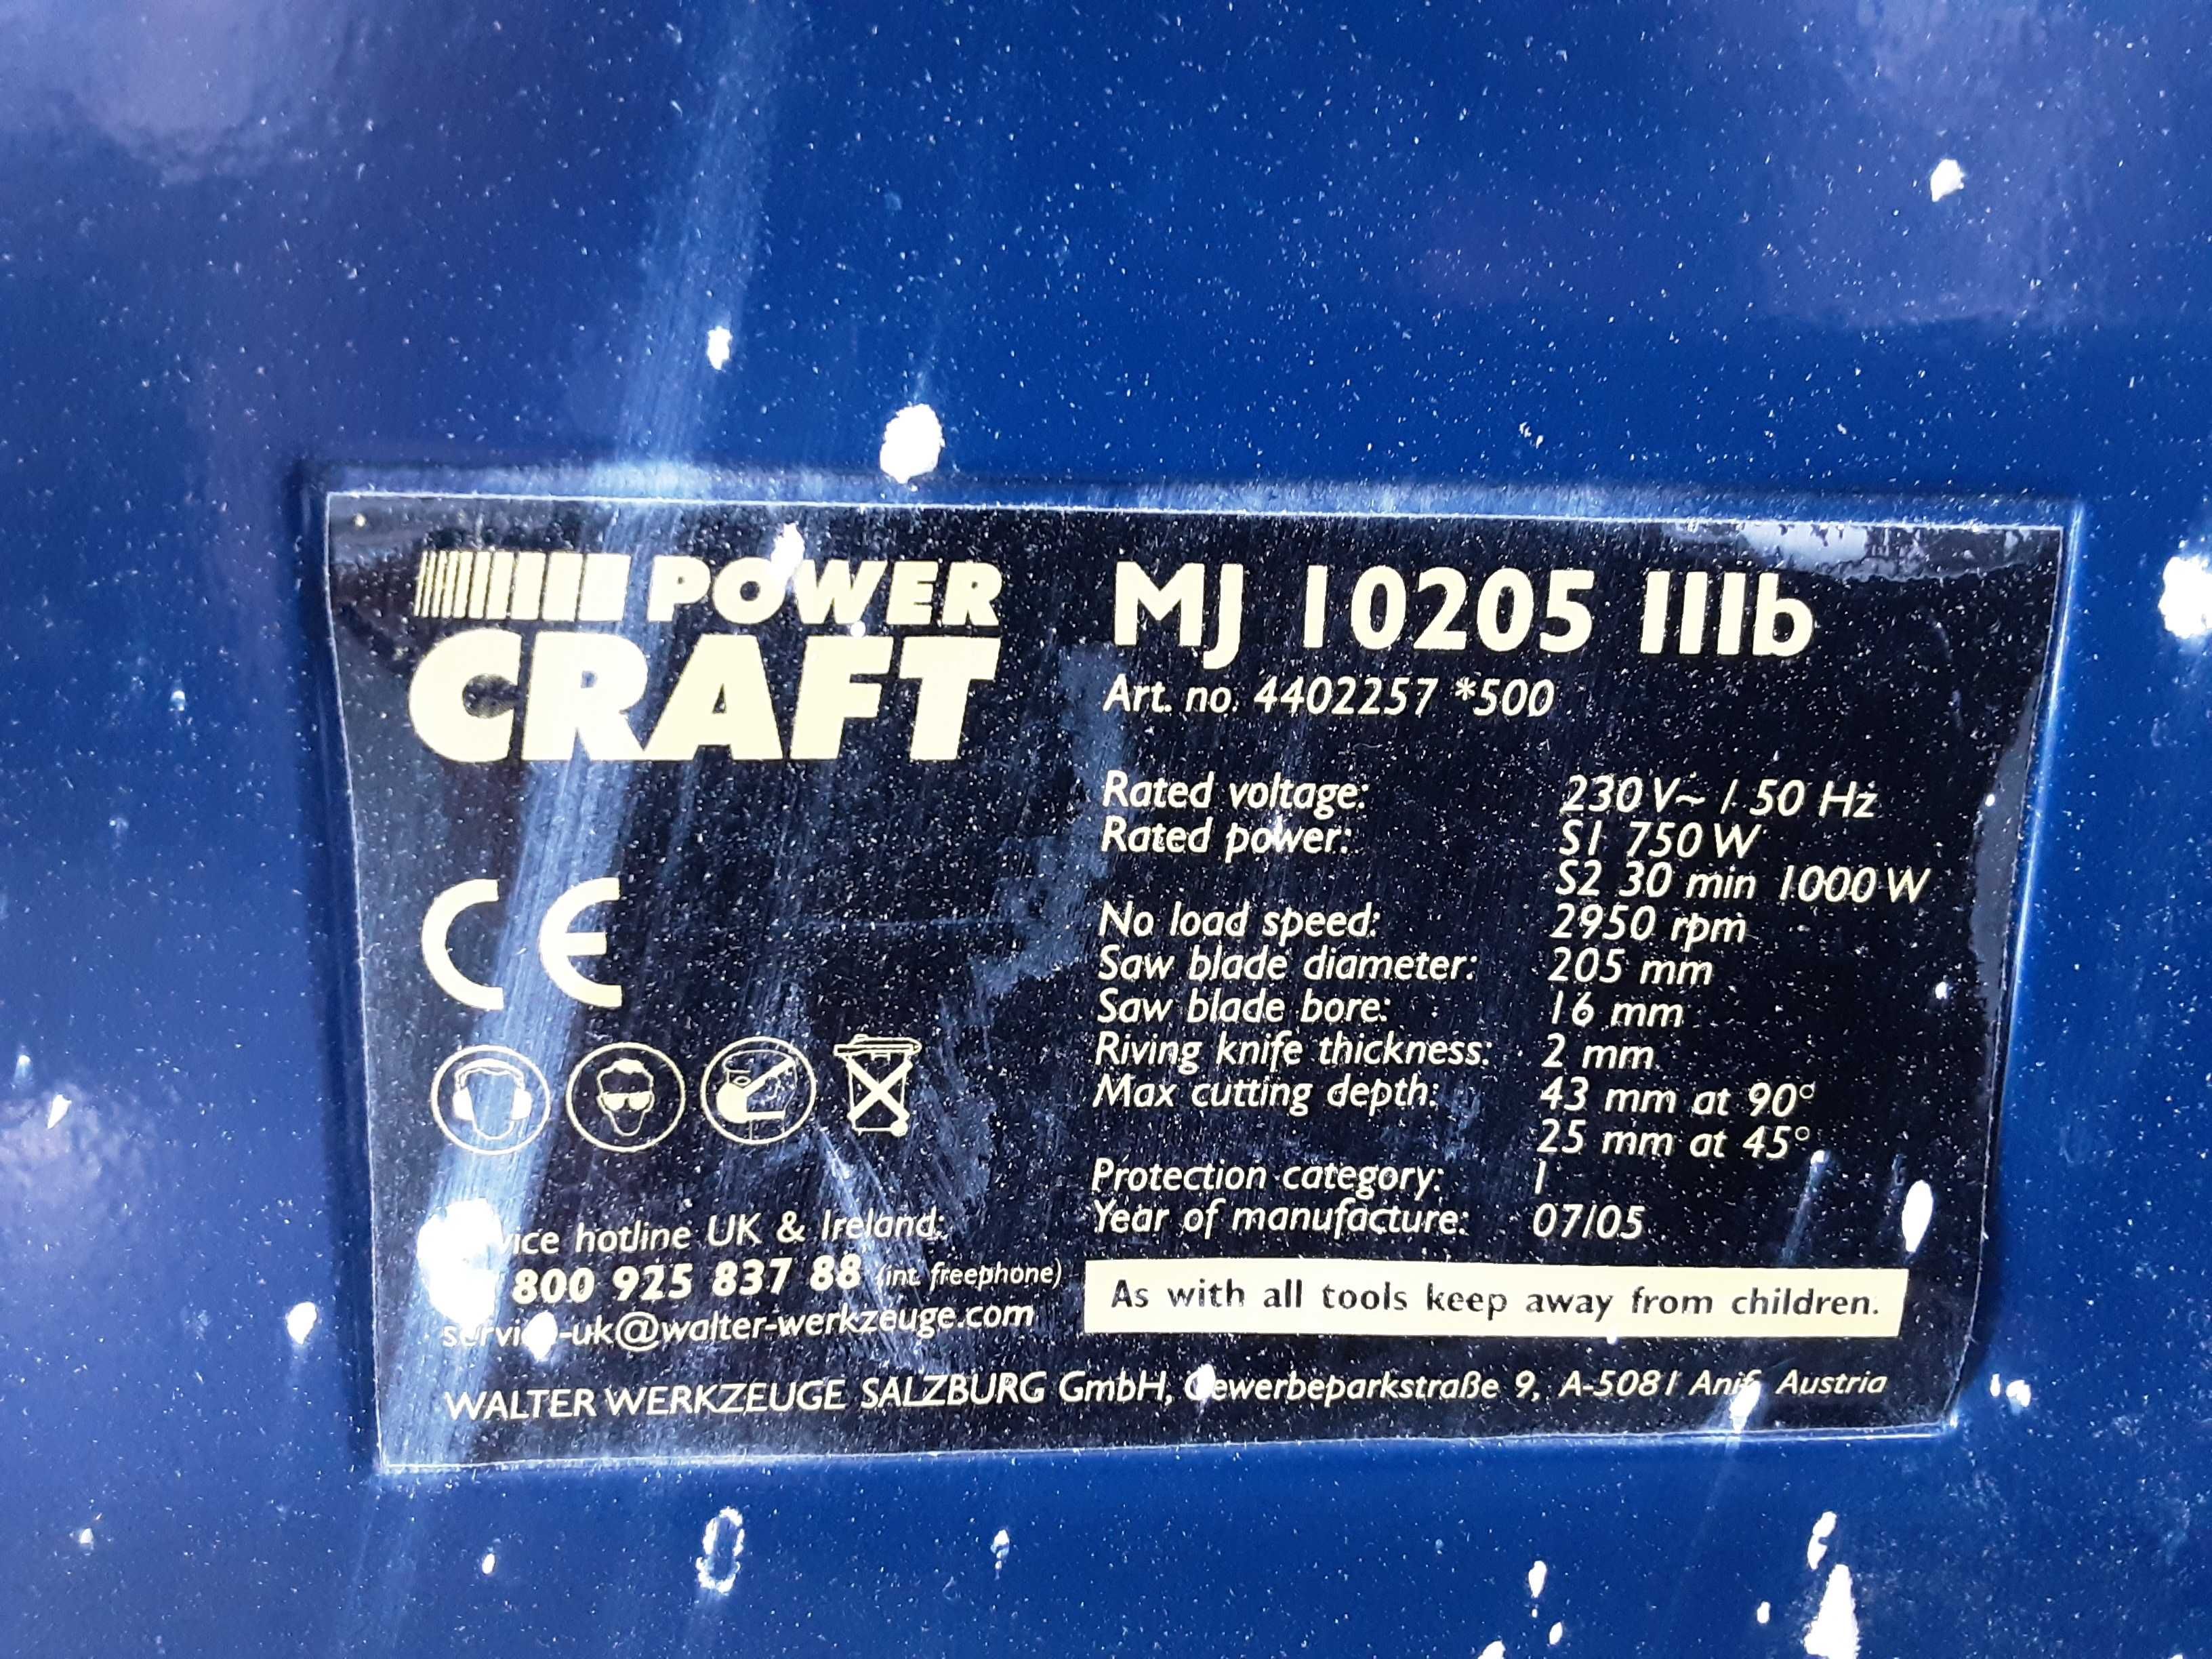 POWER
CRAFT
MJ 10205 IIIb
Art. no. 4402257 *500
Rated voltage: 230 V~ / 50 Hz
Rated power: S1 750 W
S2 30 min 1000 W
No load speed: 2950 rpm
Saw blade diameter: 205 mm
Saw blade bore: 16 mm
Riving knife thickness: 2 mm
Max cutting depth: 43 mm at 90°
25 mm at 45°
Protection category: I
Year of manufacture: 07/05
As with all tools keep away from children.
CE
hotline UK & Ireland:
800 925 837 88 (int. freephone)
service-uk@walter-werkzeuge.com
WALTER WERKZEUGE SALZBURG GmbH, Gewerbeparkstraße 9, A-5081 Anif, Austria